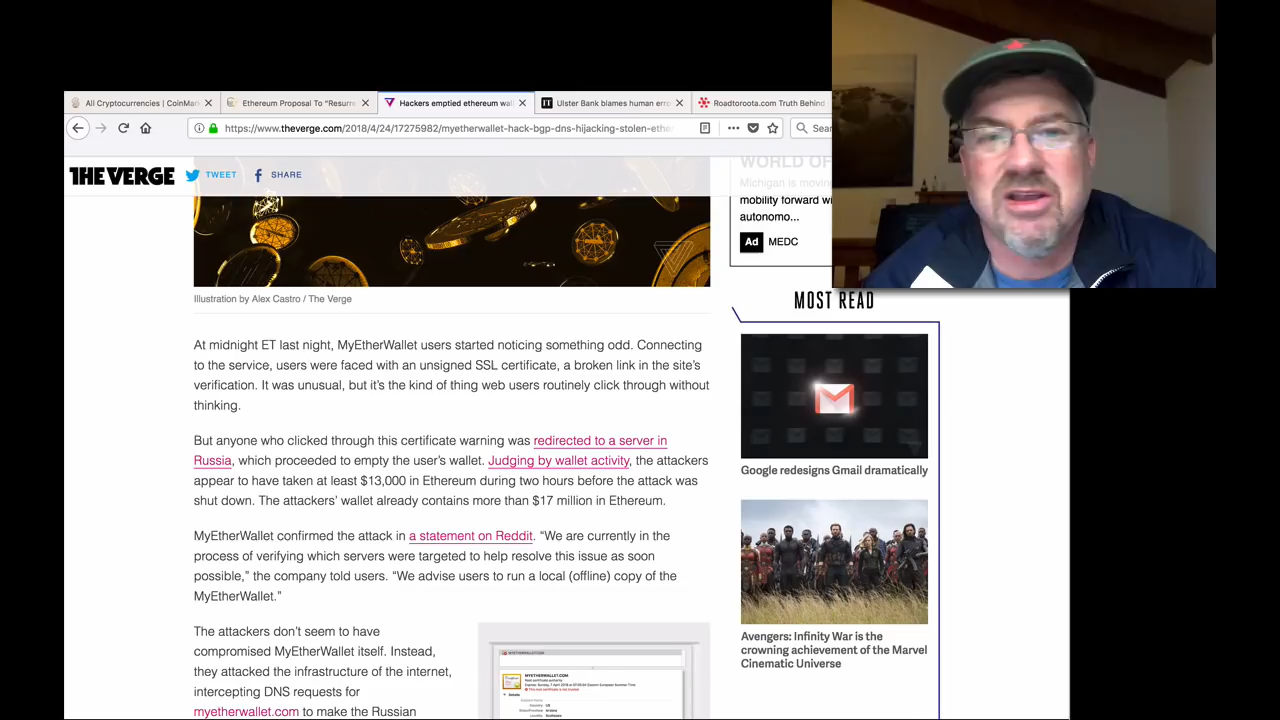 All Cryptocurrencies | CoinMar
Ethereum Proposal To "Resurre
Hackers emptied ethereum wal
Ulster Bank blames human erro
Roadtoroota.com Truth Behind
https://www.theverge.com/2018/4/24/17275982/myetherwallet-hack-bgp-dns-hijacking-stolen-ethe
Sear
THE VERGE
TWEET
SHARE
WORLD OF
Michigan is moving
mobility forward wi
autonomo...
Ad MEDC
Illustration by Alex Castro / The Verge
At midnight ET last night, MyEtherWallet users started noticing something odd. Connecting
to the service, users were faced with an unsigned SSL certificate, a broken link in the site's
verification. It was unusual, but it's the kind of thing web users routinely click through without
thinking.
But anyone who clicked through this certificate warning was redirected to a server in
Russia, which proceeded to empty the user's wallet. Judging by wallet activity, the attackers
appear to have taken at least $13,000 in Ethereum during two hours before the attack was
shut down. The attackers' wallet already contains more than $17 million in Ethereum.
MyEtherWallet confirmed the attack in a statement on Reddit. "We are currently in the
process of verifying which servers were targeted to help resolve this issue as soon
possible," the company told users. "We advise users to run a local (offline) copy of the
MyEtherWallet."
The attackers don't seem to have
compromised MyEtherWallet itself. Instead,
they attacked the infrastructure of the internet,
intercepting DNS requests for
myetherwallet.com to make the Russian
MYETHERWALLET.COM
MOST READ
Google redesigns Gmail dramatically
Avengers: Infinity War is the
crowning achievement of the Marvel
Cinematic Universe